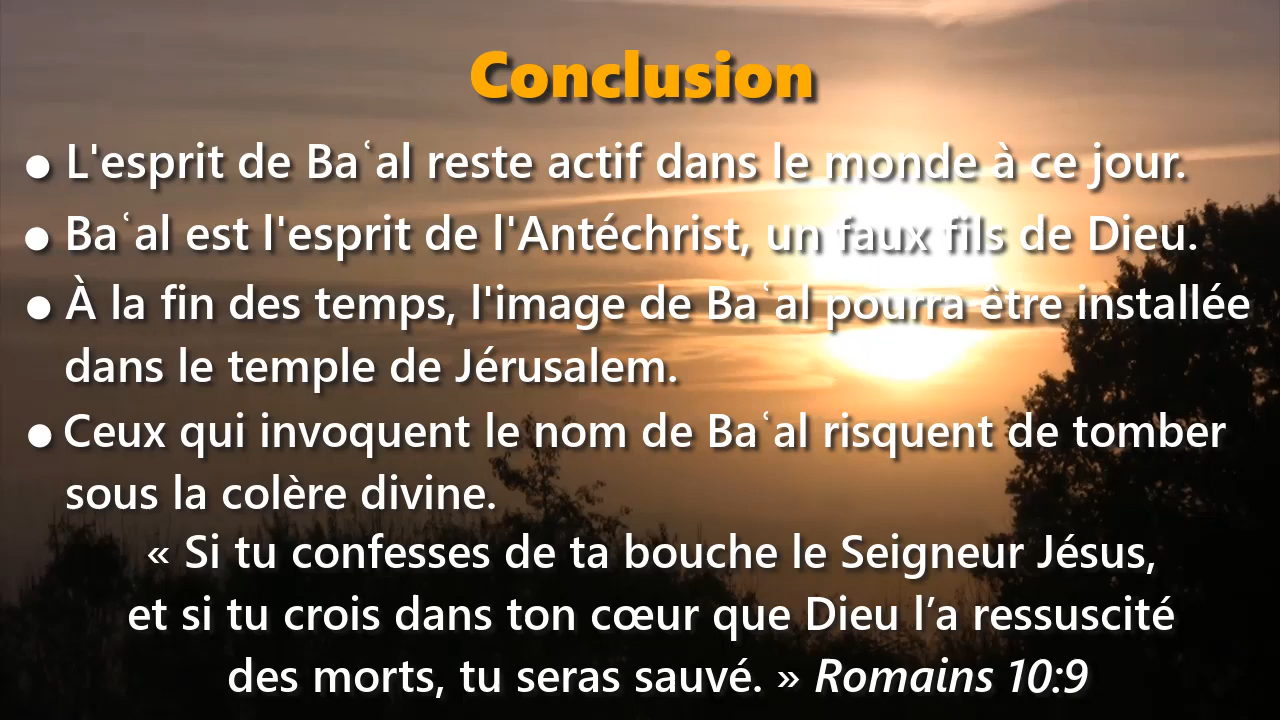 Conclusion
● L'esprit de Baʿal reste actif dans le monde à ce jour.
● Baʿal est l'esprit de l'Antéchrist, un faux fils de Dieu.
● À la fin des temps, l'image de Baʿal pourra être installée
dans le temple de Jérusalem.
● Ceux qui invoquent le nom de Baʿal risquent de tomber
sous la colère divine.
« Si tu confesses de ta bouche le Seigneur Jésus,
et si tu crois dans ton cœur que Dieu l’a ressuscité
des morts, tu seras sauvé. » Romains 10:9